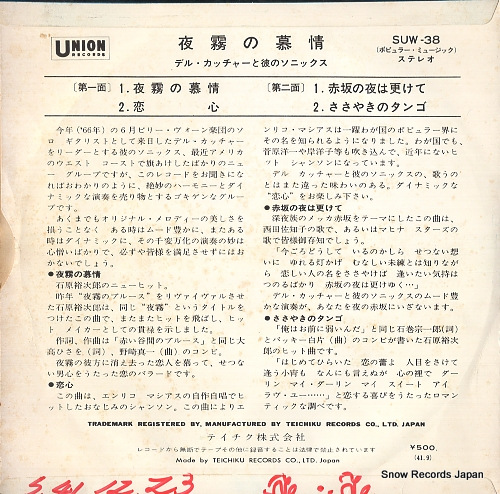 UNION
RECORDS
夜霧の慕情
デル・カッチャーと彼のソニックス
SUW-38
(ポピュラー・ミュージック)
ステレオ
〔第一面〕 1.夜霧の慕情
2.恋心
〔第二面〕 1.赤坂の夜は更けて
2.ささやきのタンゴ
今年('66年)の6月ビリー・ヴォーン楽団のソ
ロ ギタリストとして来日したデル・カッチャー
をリーダーとする彼のソニックス、最近アメリカ
のウエスト コーストで旗あげしたばかりのニュー
グループですが、このレコードをお聞きにな
ればおわかりのように、絶妙のハーモニーとダイナ
ミックな演奏を売り物とするゴキゲンなグルー
プです。
あくまでもオリジナル・メロディーの美しさを
損うことなく ある時はムード豊かに、またある
時はダイナミックに、その千変万化の演奏の妙は
心憎いばかりで、必ずや皆様を満足させずにはお
かないでしょう。
●夜霧の慕情
石原裕次郎のニューヒット。
昨年“夜霧のブルース”をリヴァイヴァルさせ
た石原裕次郎は、同じ“夜霧”というタイトルを
つけたこの曲で、またまたヒットを飛ばし、ヒッ
ト メイカーとしての貫禄を示しました。
作詞、作曲は「赤い谷間のブルース」と同じ大
高ひさを(詞)、野崎真一(曲)のコンビ。
夜霧の彼方に消え去った恋人を慕って、せつな
い男心をうたった恋のバラードです。
●恋心
この曲は、エンリコ マシアスの自作自唱でヒ
ットしたおなじみのシャンソン。この曲によりエ
ンリコ・マシアスは一躍わが国のポピュラー界に
その名を知られるようになりました。わが国でも、
菅原洋一や岸洋子等も吹き込んで、近年にないヒ
ット シャンソンになっています。
デル カッチャーと彼のソニックスの、歌うの
とはまた違った味わいのある。ダイナミックな
“恋心”をお楽しみ下さい。
●赤坂の夜は更けて
深夜族のメッカ赤坂をテーマにしたこの曲は、
西田佐知子の歌で、あるいはマヒナ スターズの
歌で皆様御存知でしょう。
「今ごろどうして いるのかしら せつない想い
に ゆれる灯かげ むなしい未練とは知りなが
ら 恋しい人の名をささやけば 逢いたい気持は
つのるばかり 赤坂の夜は更けゆく…」
デル・カッチャーと彼のソニックスのムード豊
かな演奏が、あなたを夜の赤坂にいざないます。
●ささやきのタンゴ
「俺はお前に弱いんだ」と同じ石巻宗一郎(詞)
とバッキー白片(曲)のコンビが書いた石原裕次
郎のヒット曲です。
「はじめてひらいた 恋の蕾よ 人目をさけて
逢う小宵も なんにも言えぬが 心の裡で ダー
リン マイ・ダーリン マイ スイート アイ
ラヴ・ユー……」と恋する喜びをうたったロマン
ティックな調べです。
TRADEMARK REGISTERED BY, MANUFACTURED BY TEICHIKU RECORDS CO., LTD. JAPAN
テイチク株式会社
レコードから無断でテープその他に録音することは法律で禁止されています
Made by TEICHIKU RECORDS CO., LTD. Japan
¥500.
(41.9)
S 41.12.23
Snow Records Japan
www.snowrecords.jp